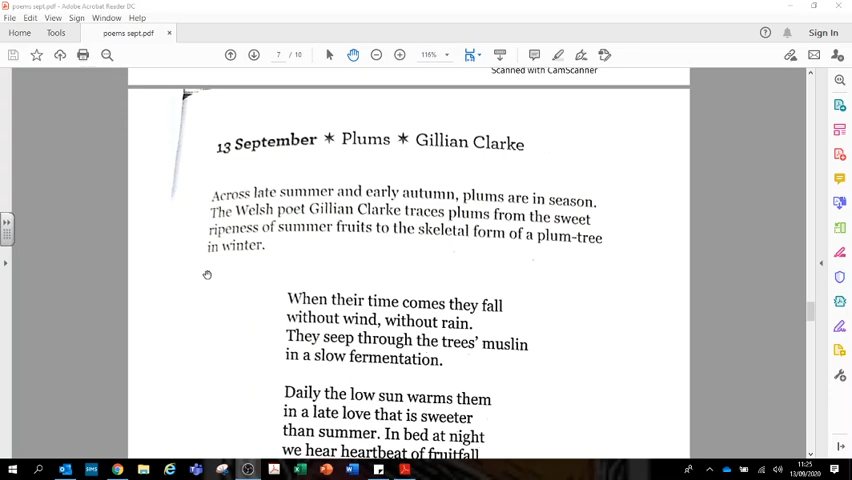 poems sept.pdf - Adobe Acrobat Reader DC
File Edit View Sign Window Help
Home Tools poems sept.pdf × Sign In
7 / 10 116%
Scanned with CamScanner
13 September * Plums * Gillian Clarke
Across late summer and early autumn, plums are in season.
The Welsh poet Gillian Clarke traces plums from the sweet
ripeness of summer fruits to the skeletal form of a plum-tree
in winter.
When their time comes they fall
without wind, without rain.
They seep through the trees' muslin
in a slow fermentation.
Daily the low sun warms them
in a late love that is sweeter
than summer. In bed at night
we hear heartbeat of fruitfall
SIMS
11:25
13/09/2020